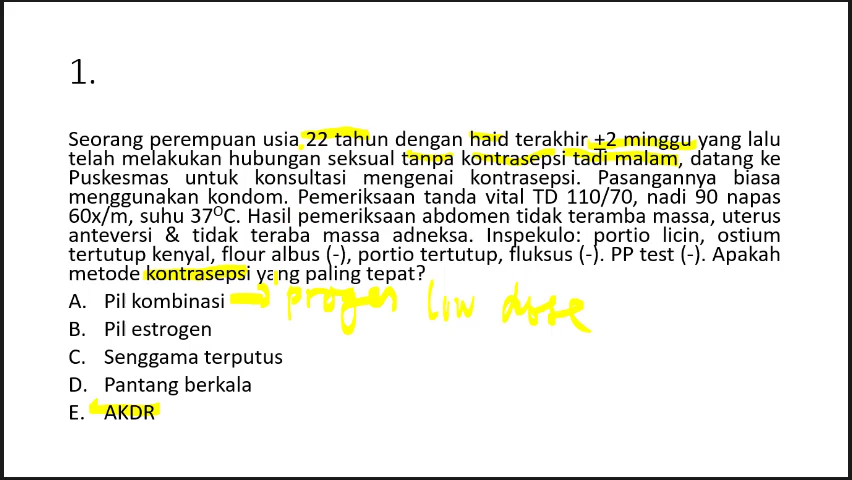 1.
Seorang perempuan usia 22 tahun dengan haid terakhir +2 minggu yang lalu
telah melakukan hubungan seksual tanpa kontrasepsi tadi malam, datang ke
Puskesmas untuk konsultasi mengenai kontrasepsi. Pasangannya biasa
menggunakan kondom. Pemeriksaan tanda vital TD 110/70, nadi 90 napas
60x/m, suhu 37⁰C. Hasil pemeriksaan abdomen tidak teramba massa, uterus
anteversi & tidak teraba massa adneksa. Inspekulo: portio licin, ostium
tertutup kenyal, flour albus (-), portio tertutup, fluksus (-). PP test (-). Apakah
metode kontrasepsi yang paling tepat?
A. Pil kombinasi → progen low dose
B. Pil estrogen
C. Senggama terputus
D. Pantang berkala
E. AKDR